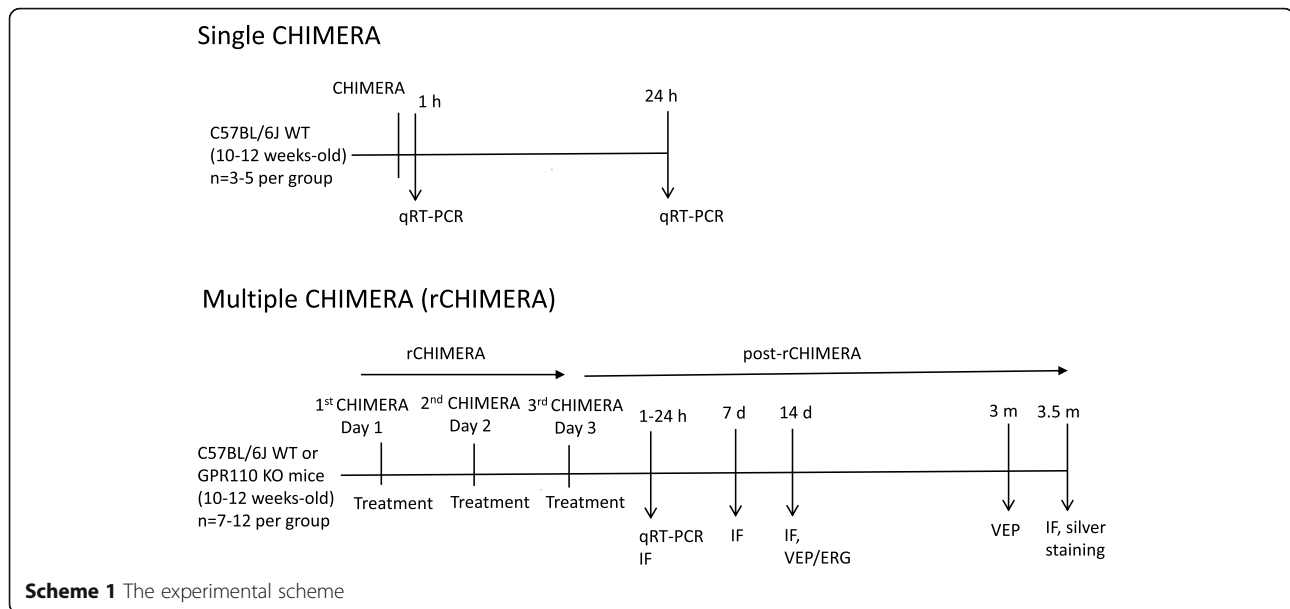 Single CHIMERA
CHIMERA
1 h
24 h
C57BL/6J WT
(10-12 weeks-old)
n=3-5 per group
qRT-PCR
qRT-PCR
Multiple CHIMERA (rCHIMERA)
rCHIMERA
post-rCHIMERA
1st CHIMERA
Day 1
2nd CHIMERA
Day 2
3rd CHIMERA
Day 3
1-24 h
7 d
14 d
3 m
3.5 m
C57BL/6J WT or
GPR110 KO mice
(10-12 weeks-old)
n=7-12 per group
Treatment
Treatment
Treatment
qRT-PCR
IF
IF
IF,
VEP/ERG
VEP
IF, silver
staining
Scheme 1 The experimental scheme